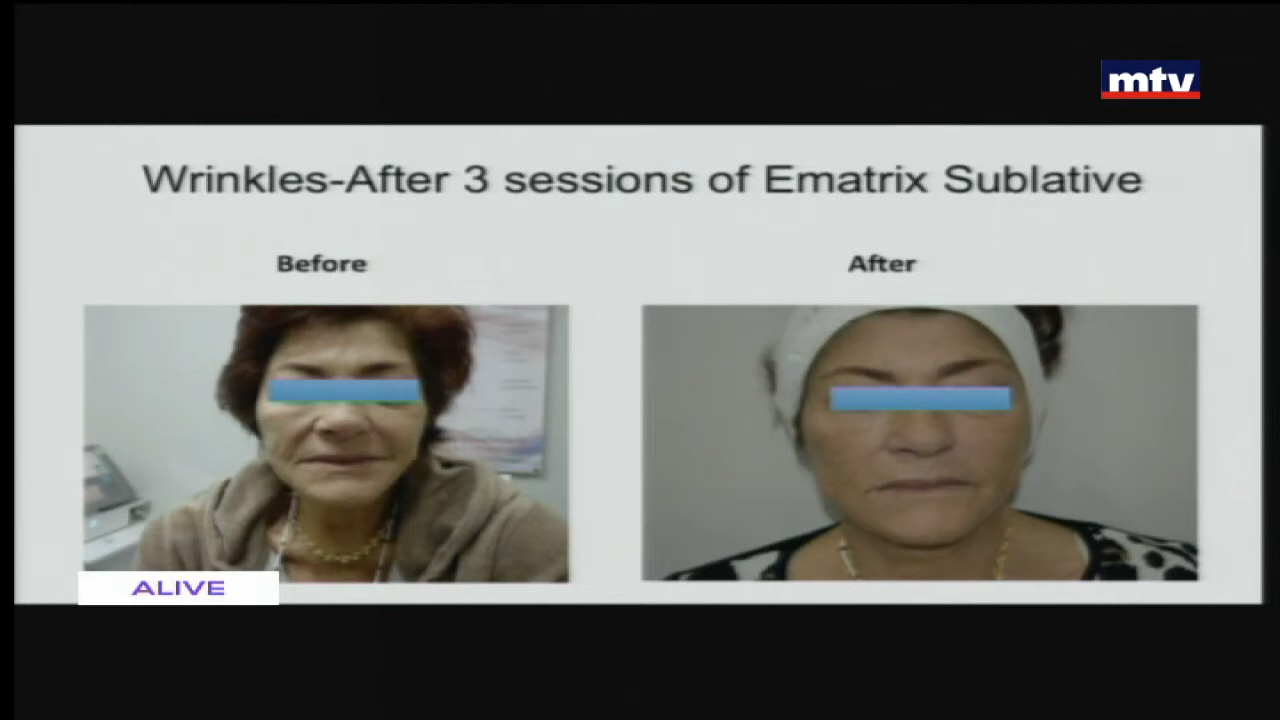 mtv
Wrinkles-After 3 sessions of Ematrix Sublative
Before
After
ALIVE